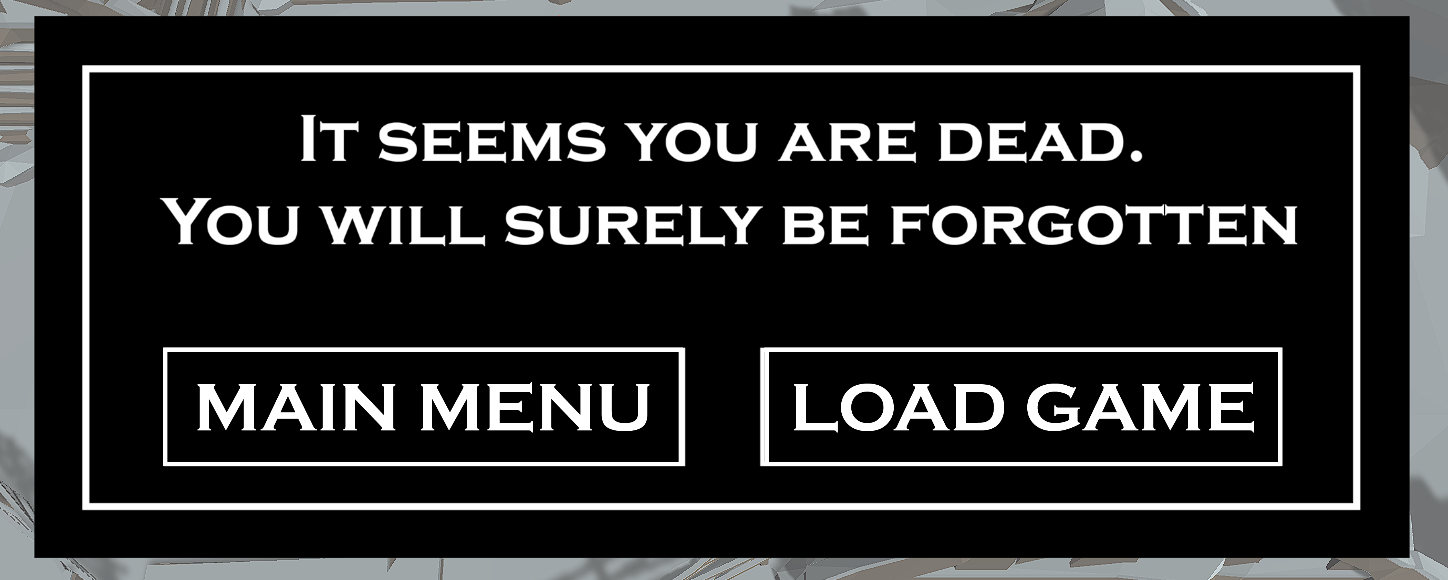 It seems you are dead.
You will surely be forgotten
MAIN MENU
LOAD GAME